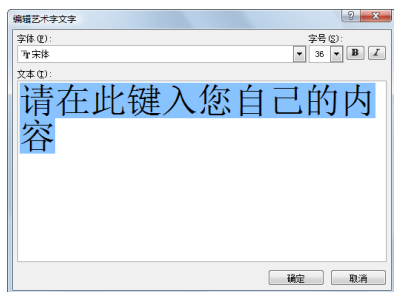 编辑艺术字文字
字体(F): 字号(S):
宋体 36 B I
文本(T):
请在此键入您自己的内
容
确定 取消